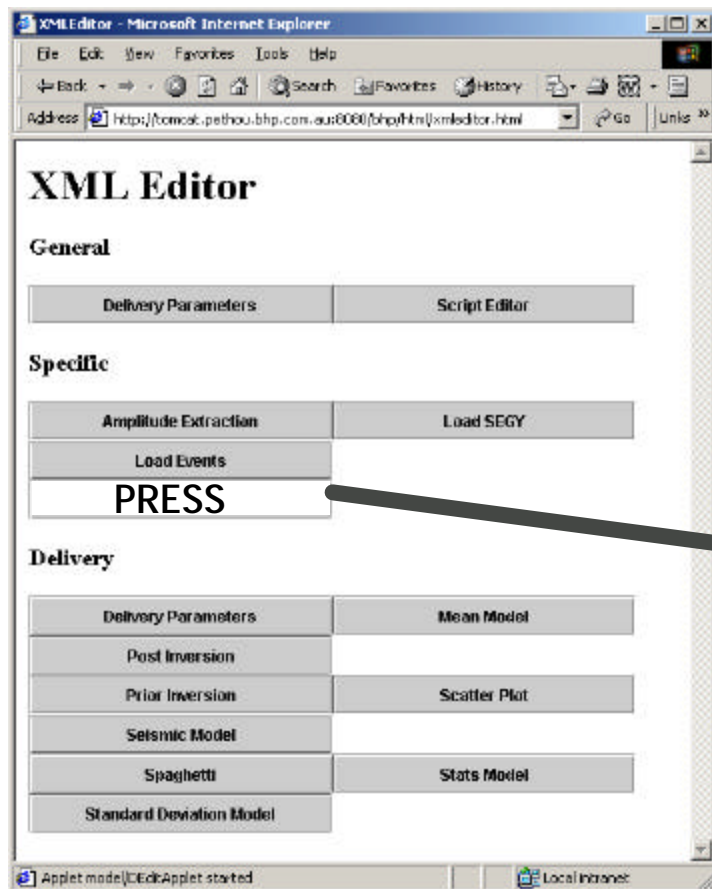 XMLEditor - Microsoft Internet Explorer
File Edit View Favorites Tools Help
Back Search Favorites History
Address http://tomcat.pethou.bhp.com.au:8080/bhp/html/xmleditor.html Go Links »
XML Editor
General
Delivery Parameters Script Editor
Specific
Amplitude Extraction Load SEGY
Load Events
PRESS
Delivery
Delivery Parameters Mean Model
Post Inversion
Prior Inversion Scatter Plot
Seismic Model
Spaghetti Stats Model
Standard Deviation Model
Applet model/DEditApplet started Local intranet